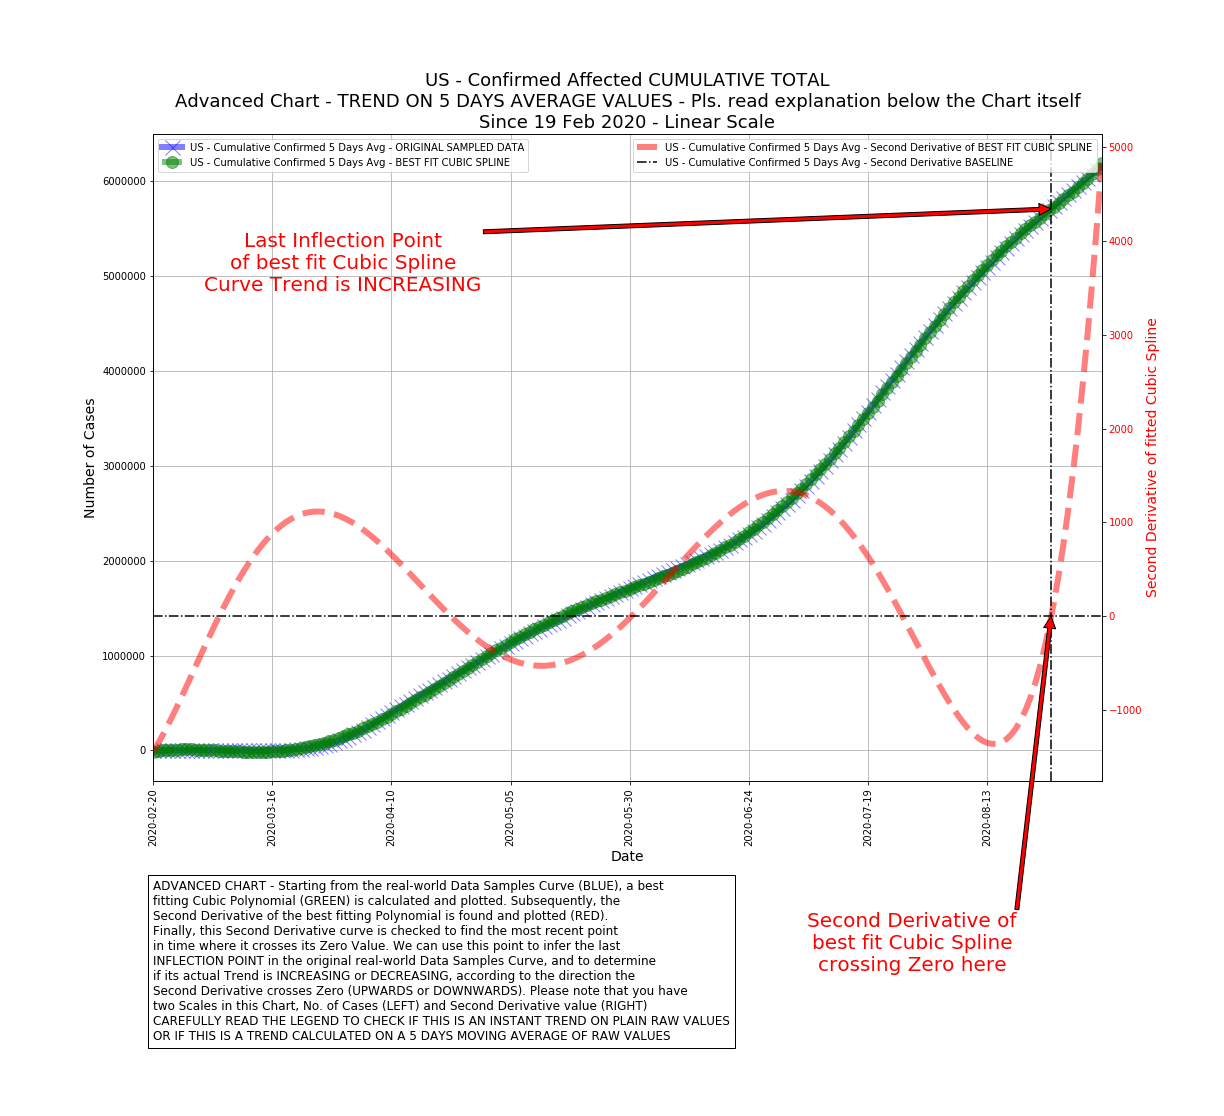 US - Confirmed Affected CUMULATIVE TOTAL
Advanced Chart - TREND ON 5 DAYS AVERAGE VALUES - Pls. read explanation below the Chart itself
Since 19 Feb 2020 - Linear Scale
US - Cumulative Confirmed 5 Days Avg - ORIGINAL SAMPLED DATA
US - Cumulative Confirmed 5 Days Avg - BEST FIT CUBIC SPLINE
US - Cumulative Confirmed 5 Days Avg - Second Derivative of BEST FIT CUBIC SPLINE
US - Cumulative Confirmed 5 Days Avg - Second Derivative BASELINE
Number of Cases
6000000
5000000
4000000
3000000
2000000
1000000
0
Last Inflection Point
of best fit Cubic Spline
Curve Trend is INCREASING
5000
4000
3000
2000
1000
0
−1000
Second Derivative of fitted Cubic Spline
2020-02-20
2020-03-16
2020-04-10
2020-05-05
2020-05-30
2020-06-24
2020-07-19
2020-08-13
Date
ADVANCED CHART - Starting from the real-world Data Samples Curve (BLUE), a best
fitting Cubic Polynomial (GREEN) is calculated and plotted. Subsequently, the
Second Derivative of the best fitting Polynomial is found and plotted (RED).
Finally, this Second Derivative curve is checked to find the most recent point
in time where it crosses its Zero Value. We can use this point to infer the last
INFLECTION POINT in the original real-world Data Samples Curve, and to determine
if its actual Trend is INCREASING or DECREASING, according to the direction the
Second Derivative crosses Zero (UPWARDS or DOWNWARDS). Please note that you have
two Scales in this Chart, No. of Cases (LEFT) and Second Derivative value (RIGHT)
CAREFULLY READ THE LEGEND TO CHECK IF THIS IS AN INSTANT TREND ON PLAIN RAW VALUES
OR IF THIS IS A TREND CALCULATED ON A 5 DAYS MOVING AVERAGE OF RAW VALUES
Second Derivative of
best fit Cubic Spline
crossing Zero here